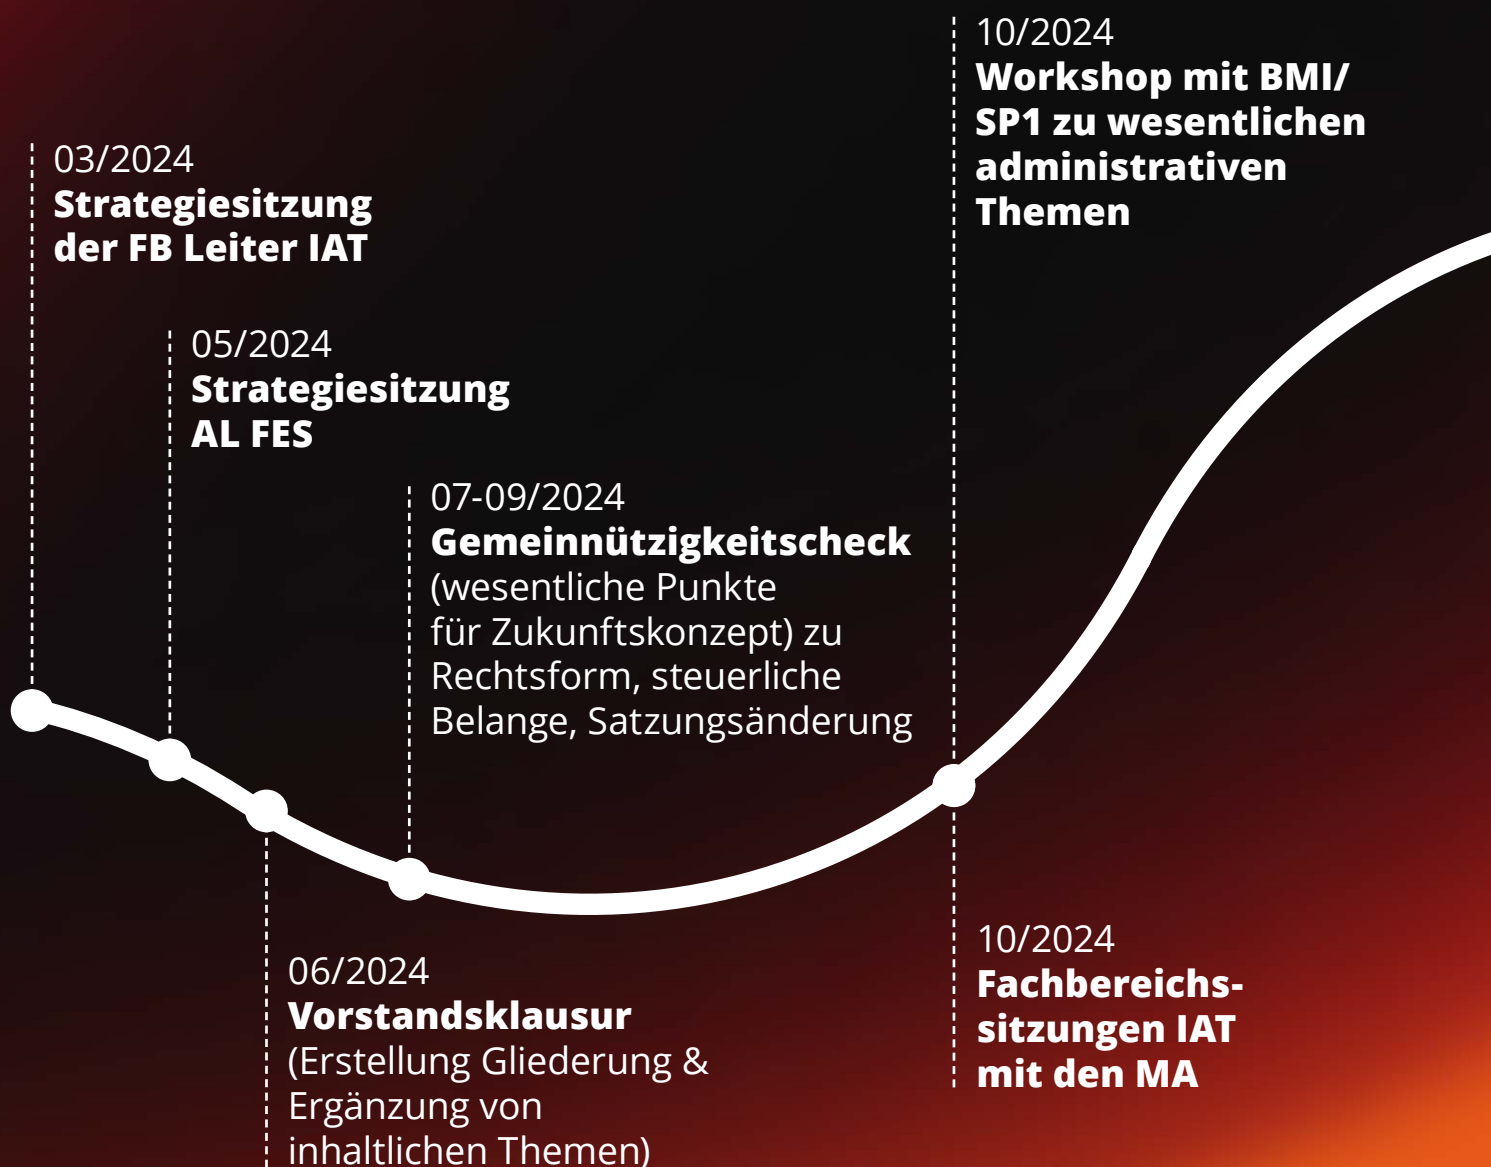 03/2024
Strategiesitzung
der FB Leiter IAT
05/2024
Strategiesitzung
AL FES
06/2024
Vorstandsklausur
(Erstellung Gliederung &
Ergänzung von
inhaltlichen Themen)
07-09/2024
Gemeinnützigkeitscheck
(wesentliche Punkte
für Zukunftskonzept) zu
Rechtsform, steuerliche
Belange, Satzungsänderung
10/2024
Workshop mit BMI/
SP1 zu wesentlichen
administrativen
Themen
10/2024
Fachbereichs-
sitzungen IAT
mit den MA